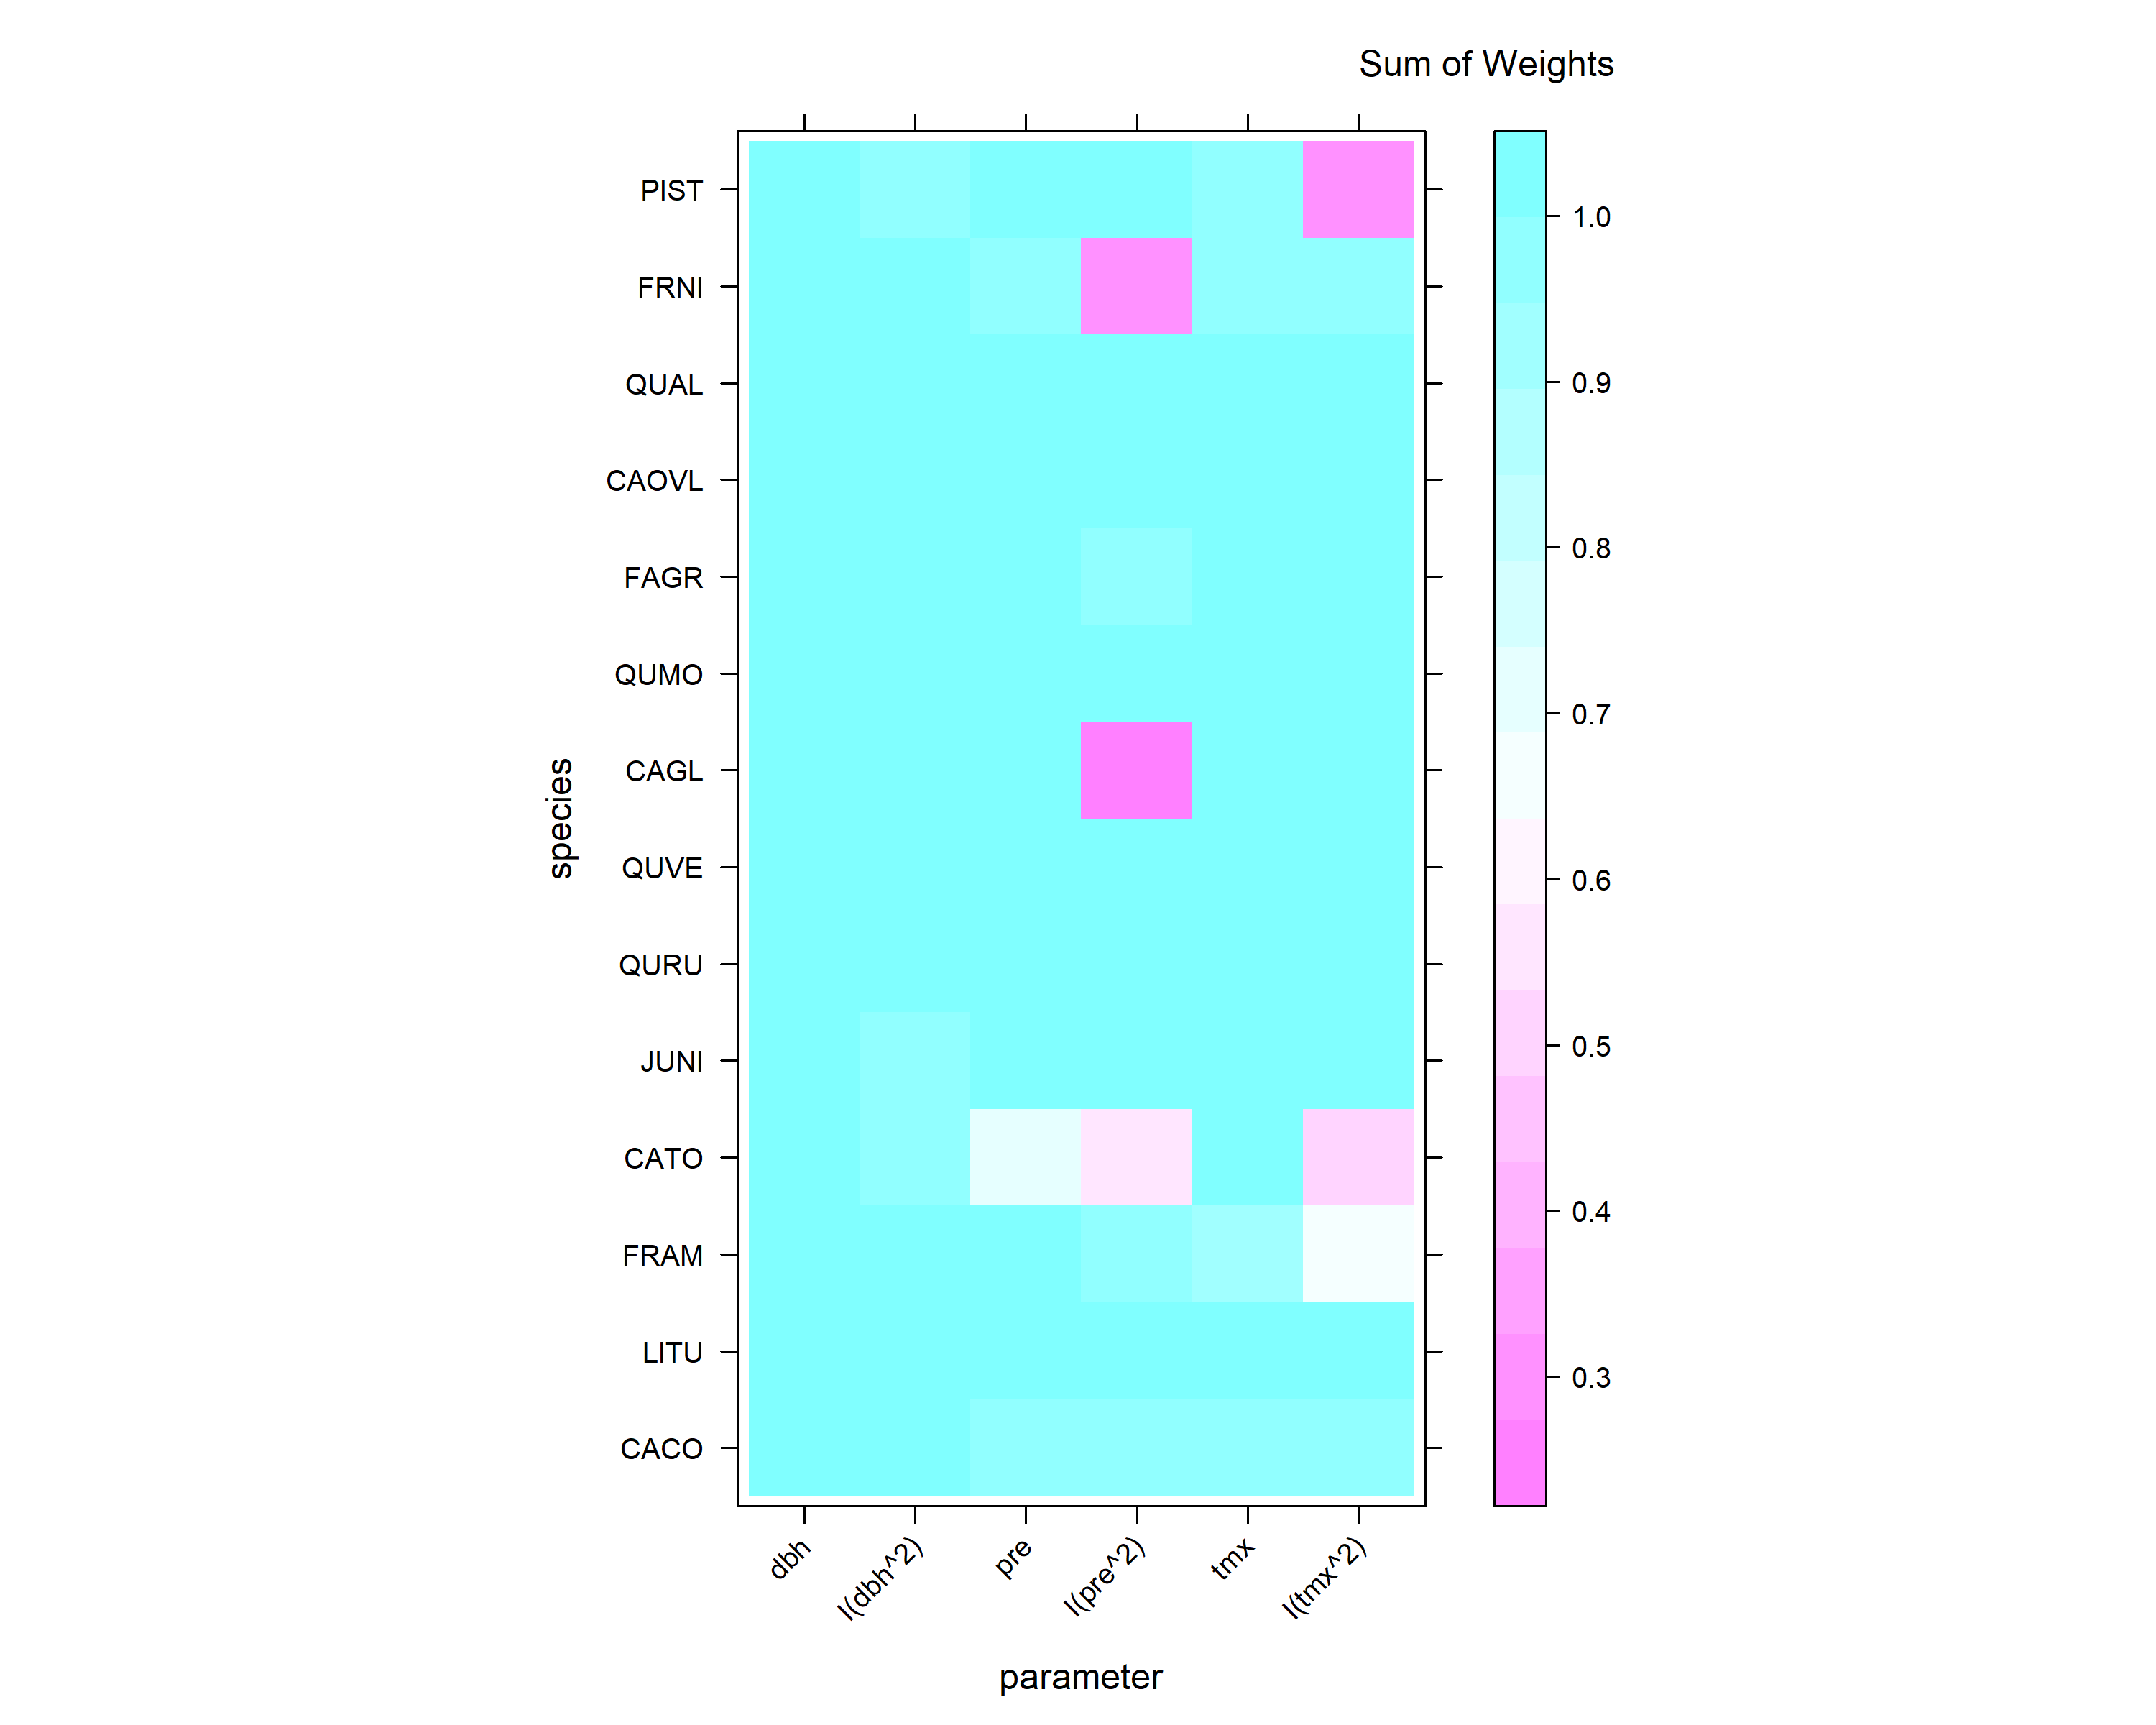 Sum of Weights
PIST
FRNI
QUAL
CAOVL
FAGR
QUMO
CAGL
QUVE
QURU
JUNI
CATO
FRAM
LITU
CACO
species
dbh
I(dbh^2)
pre
I(pre^2)
tmx
I(tmx^2)
parameter
1.0
0.9
0.8
0.7
0.6
0.5
0.4
0.3